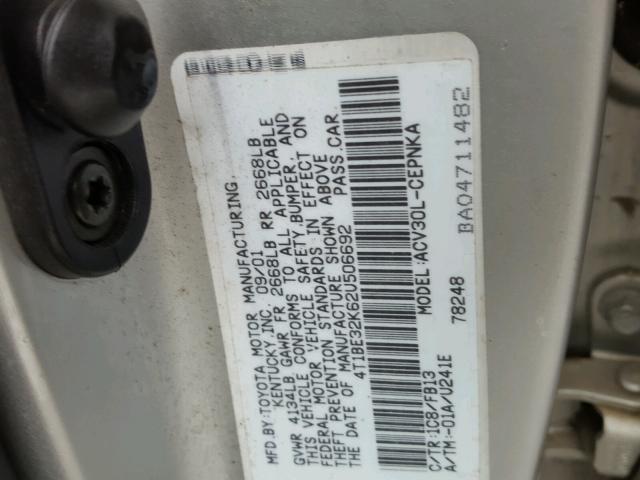 MFD.BY:TOYOTA MOTOR MANUFACTURING.
KENTUCKY,INC. 09/01
GVWR 4134LB GAWR FR 2668LB RR 2668LB
THIS VEHICLE CONFORMS TO ALL APPLICABLE
FEDERAL MOTOR VEHICLE SAFETY,BUMPER, AND
THEFT PREVENTION STANDARDS IN EFFECT ON
THE DATE OF MANUFACTURE SHOWN ABOVE
4T1BE32K62U506692 PASS.CAR
MODEL:ACV30L-CEPNKA
C/TR:1C8/FB13 78248 BA04711482
A/TM:-01A/U241E